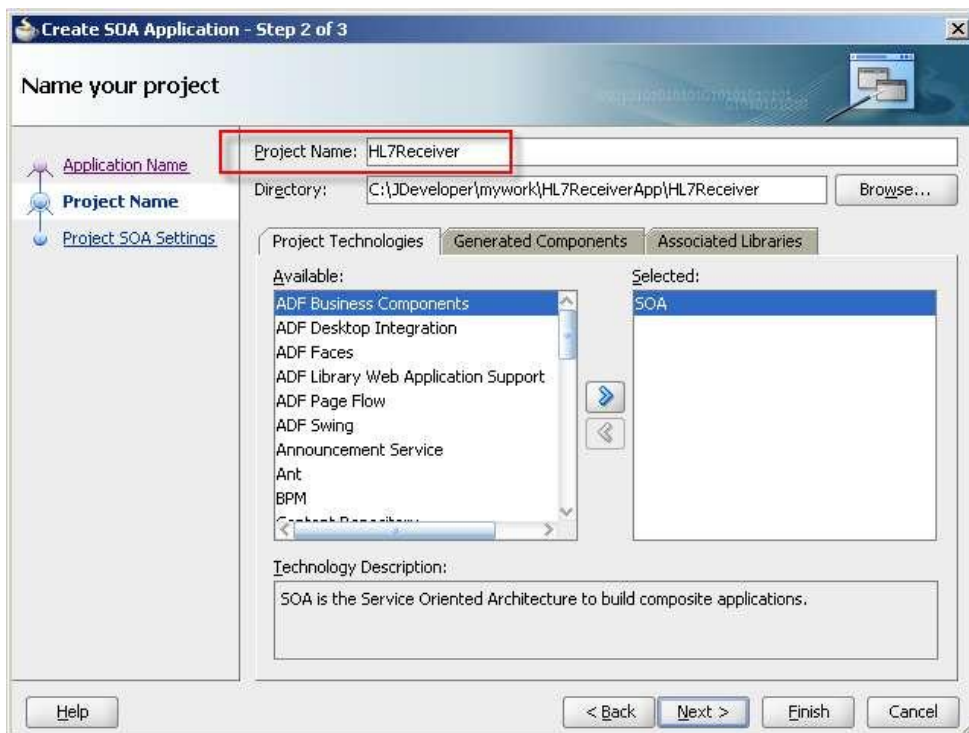 Create SOA Application - Step 2 of 3
Name your project
Application Name
Project Name
Project SOA Settings
Project Name: HL7Receiver
Directory: C:\JDeveloper\mywork\HL7ReceiverApp\HL7Receiver Browse...
Project Technologies Generated Components Associated Libraries
Available:
ADF Business Components
ADF Desktop Integration
ADF Faces
ADF Library Web Application Support
ADF Page Flow
ADF Swing
Announcement Service
Ant
BPM
Selected:
SOA
Technology Description:
SOA is the Service Oriented Architecture to build composite applications.
Help < Back Next > Finish Cancel